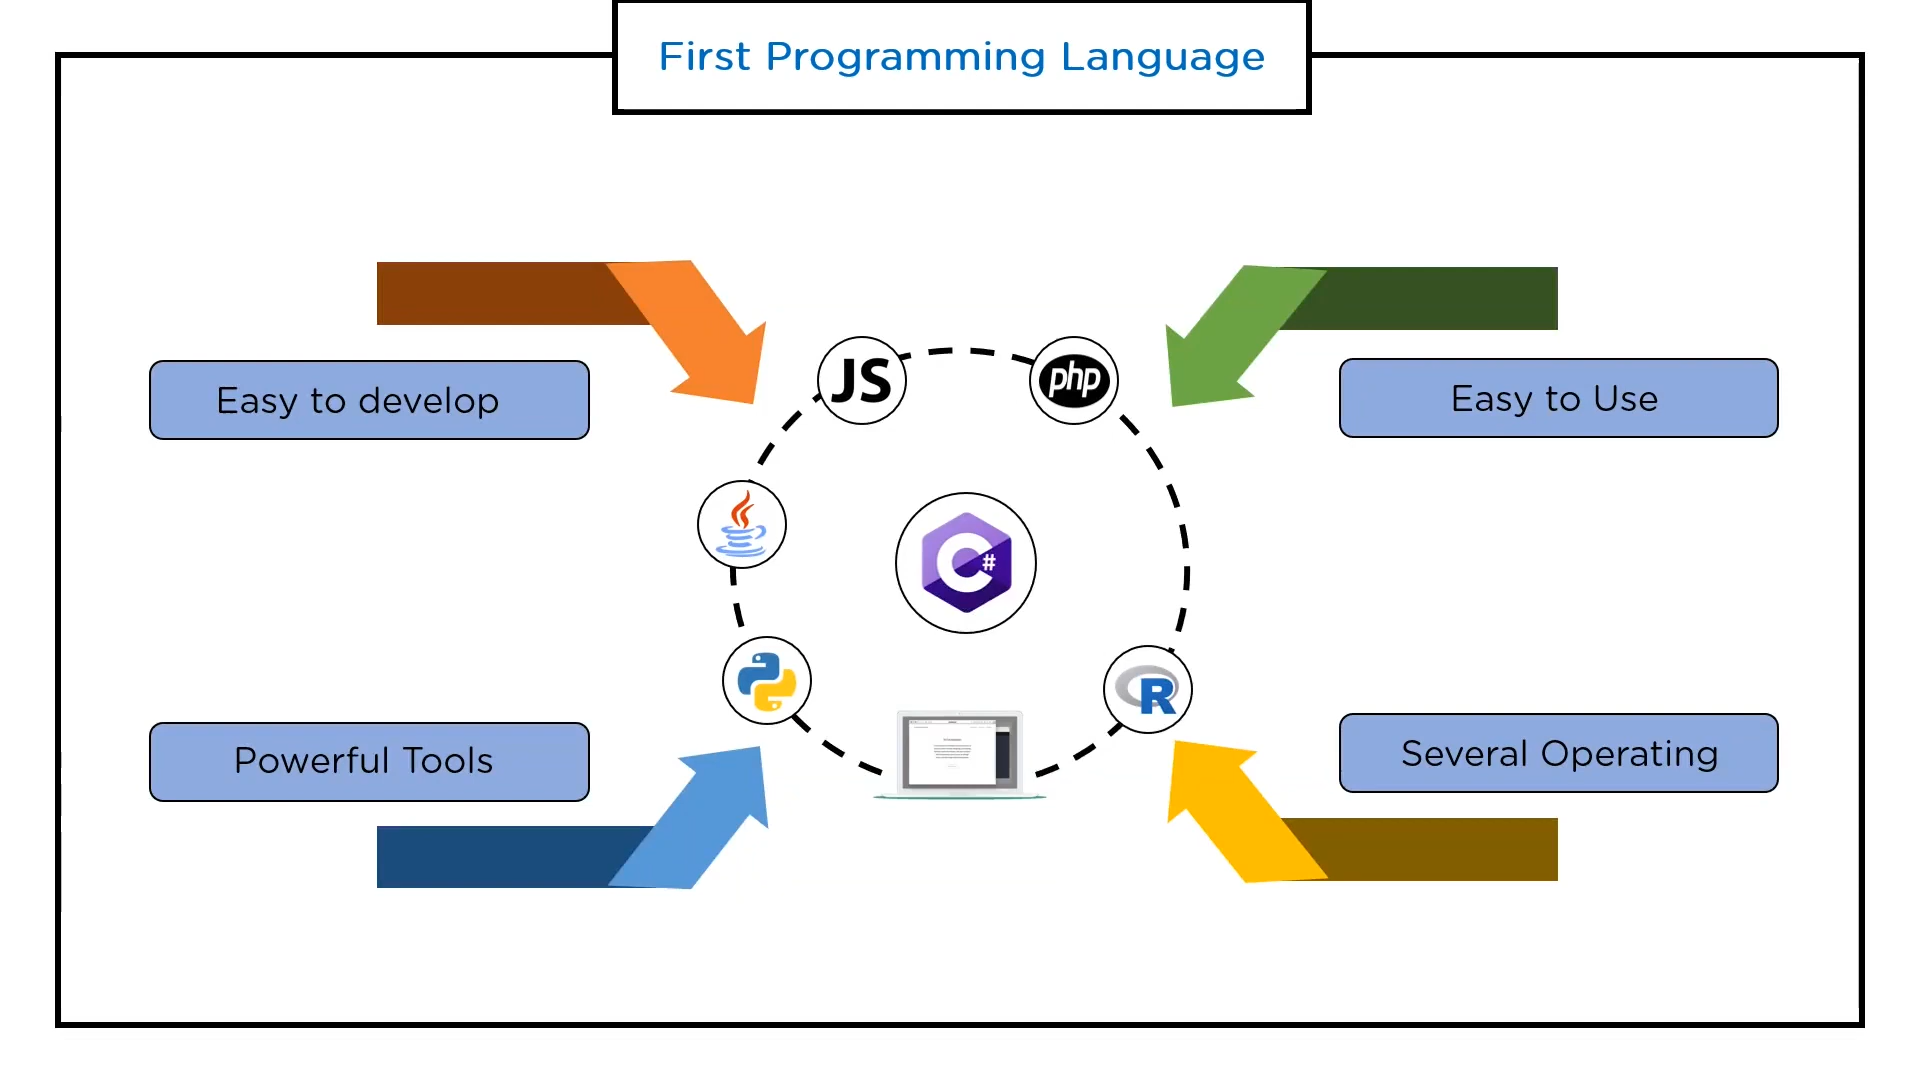 First Programming Language
Easy to develop
Easy to Use
JS
php
C#
R
Powerful Tools
Several Operating